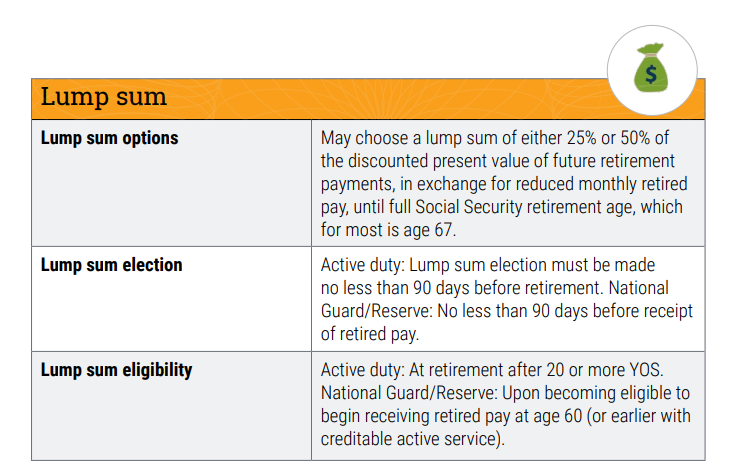 $
Lump sum
Lump sum options
May choose a lump sum of either 25% or 50% of
the discounted present value of future retirement
payments, in exchange for reduced monthly retired
pay, until full Social Security retirement age, which
for most is age 67.
Lump sum election
Active duty: Lump sum election must be made
no less than 90 days before retirement. National
Guard/Reserve: No less than 90 days before receipt
of retired pay.
Lump sum eligibility
Active duty: At retirement after 20 or more YOS.
National Guard/Reserve: Upon becoming eligible to
begin receiving retired pay at age 60 (or earlier with
creditable active service).